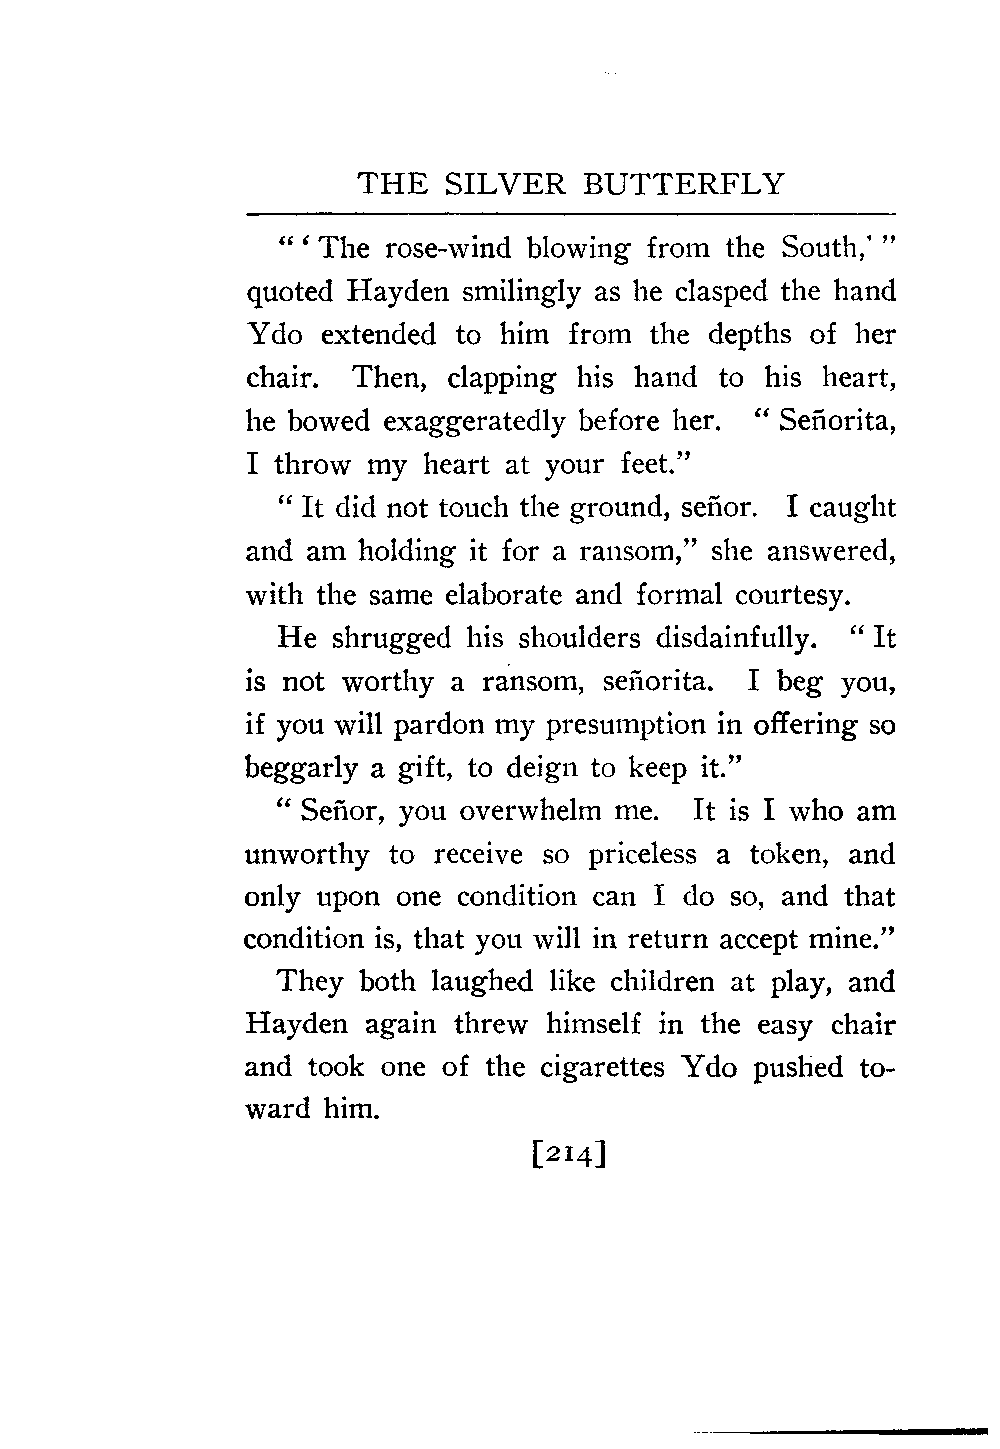 THE SILVER BUTTERFLY
“ ‘ The rose-wind blowing from the South,’ ”
quoted Hayden smilingly as he clasped the hand
Ydo extended to him from the depths of her
chair. Then, clapping his hand to his heart,
he bowed exaggeratedly before her. “ Señorita,
I throw my heart at your feet.”
“ It did not touch the ground, señor. I caught
and am holding it for a ransom,” she answered,
with the same elaborate and formal courtesy.
He shrugged his shoulders disdainfully. “ It
is not worthy a ransom, señorita. I beg you,
if you will pardon my presumption in offering so
beggarly a gift, to deign to keep it.”
“ Señor, you overwhelm me. It is I who am
unworthy to receive so priceless a token, and
only upon one condition can I do so, and that
condition is, that you will in return accept mine.”
They both laughed like children at play, and
Hayden again threw himself in the easy chair
and took one of the cigarettes Ydo pushed to-
ward him.
[214]